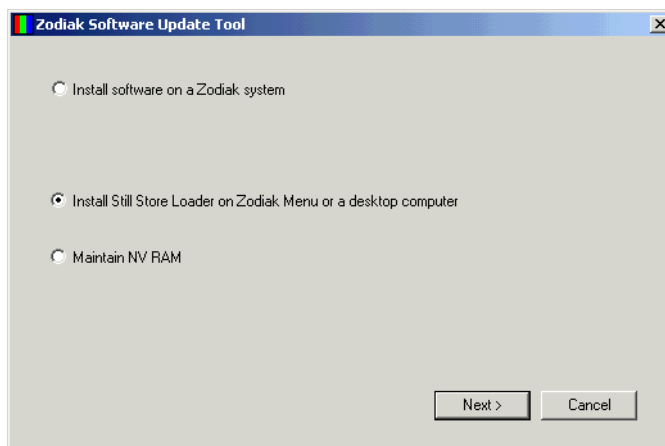 Zodiak Software Update Tool
Install software on a Zodiak system
Install Still Store Loader on Zodiak Menu or a desktop computer
Maintain NV RAM
Next >
Cancel